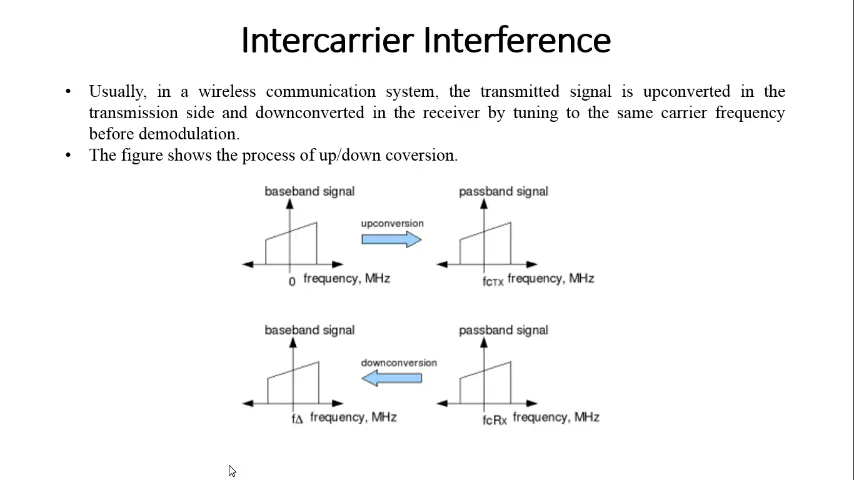 Intercarrier Interference
• Usually, in a wireless communication system, the transmitted signal is upconverted in the
transmission side and downconverted in the receiver by tuning to the same carrier frequency
before demodulation.
• The figure shows the process of up/down coversion.
baseband signal
passband signal
upconversion
0 frequency, MHz
fcTX frequency, MHz
baseband signal
passband signal
downconversion
fΔ frequency, MHz
fcRx frequency, MHz